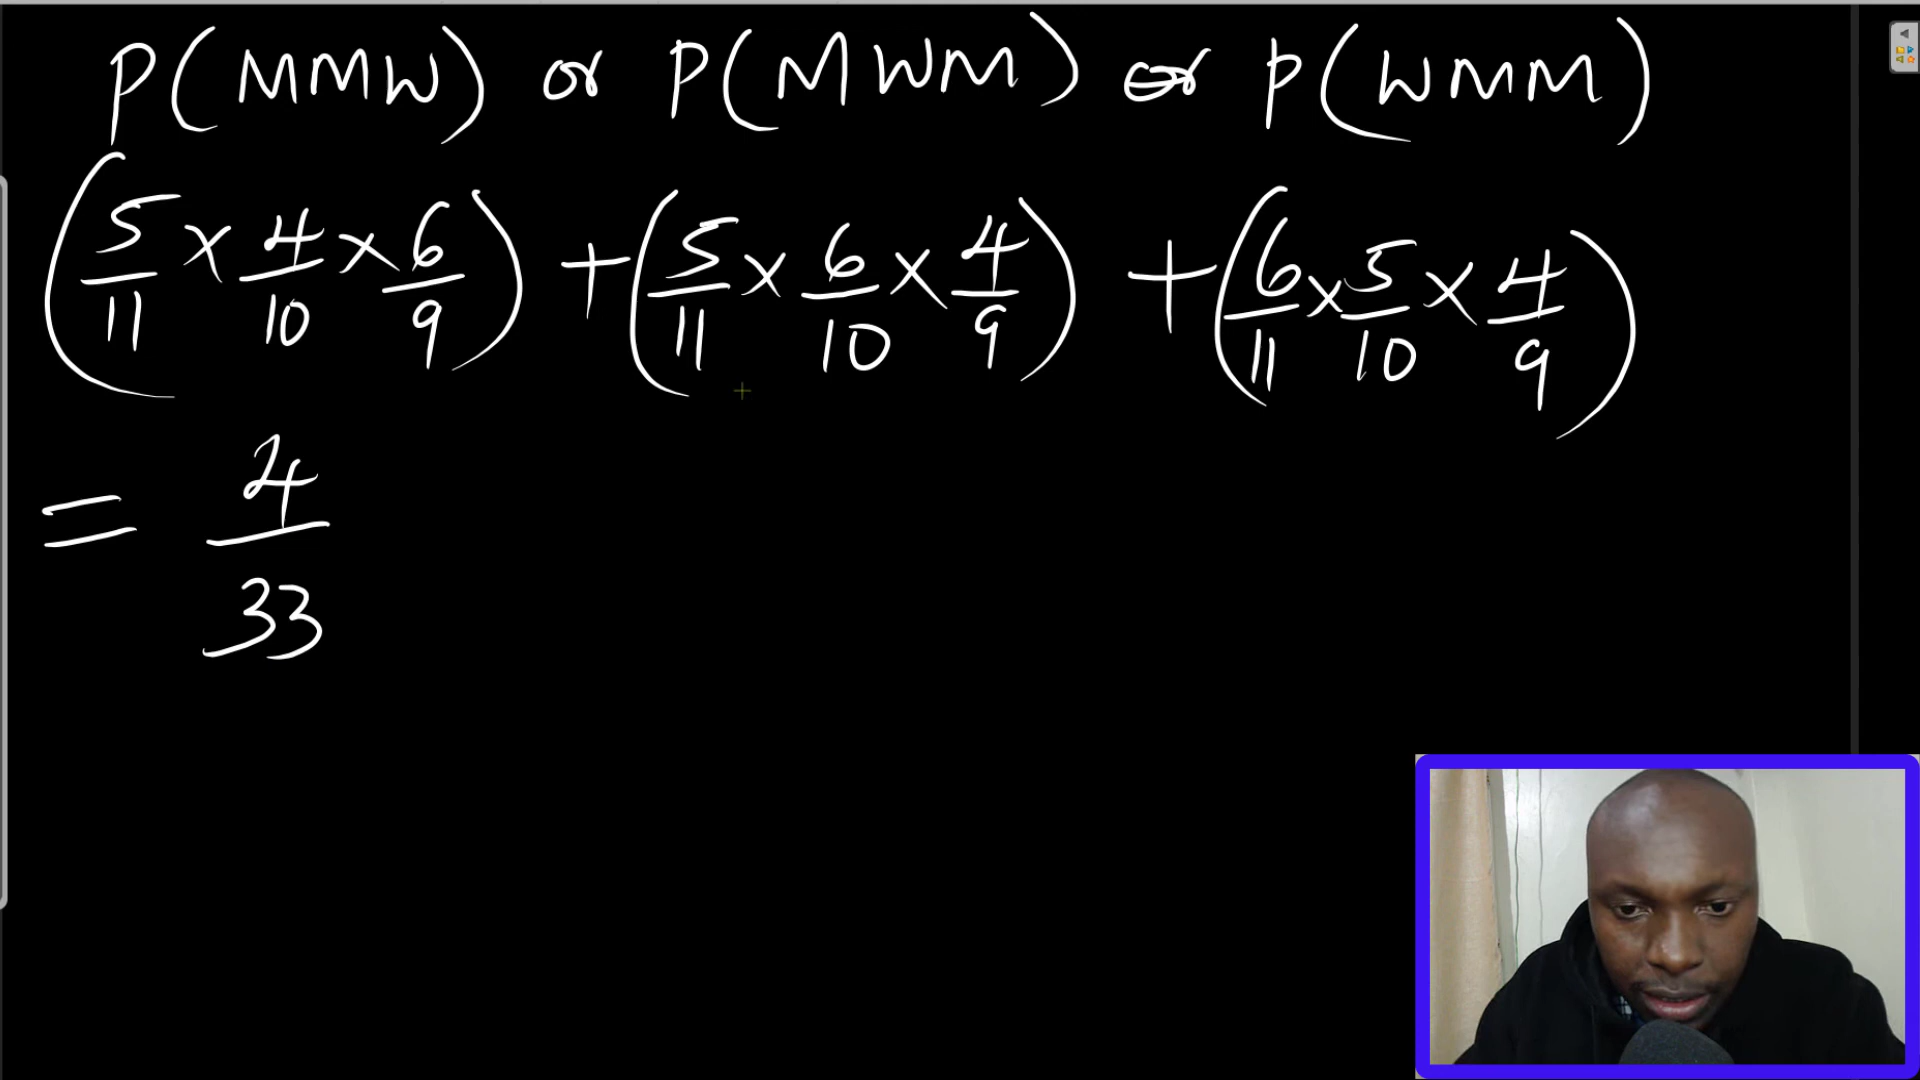 P(MMW) or P(MWM) or P(WMM)
(5/11 × 4/10 × 6/9) + (5/11 × 6/10 × 4/9) + (6/11 × 5/10 × 4/9)
= 4/33